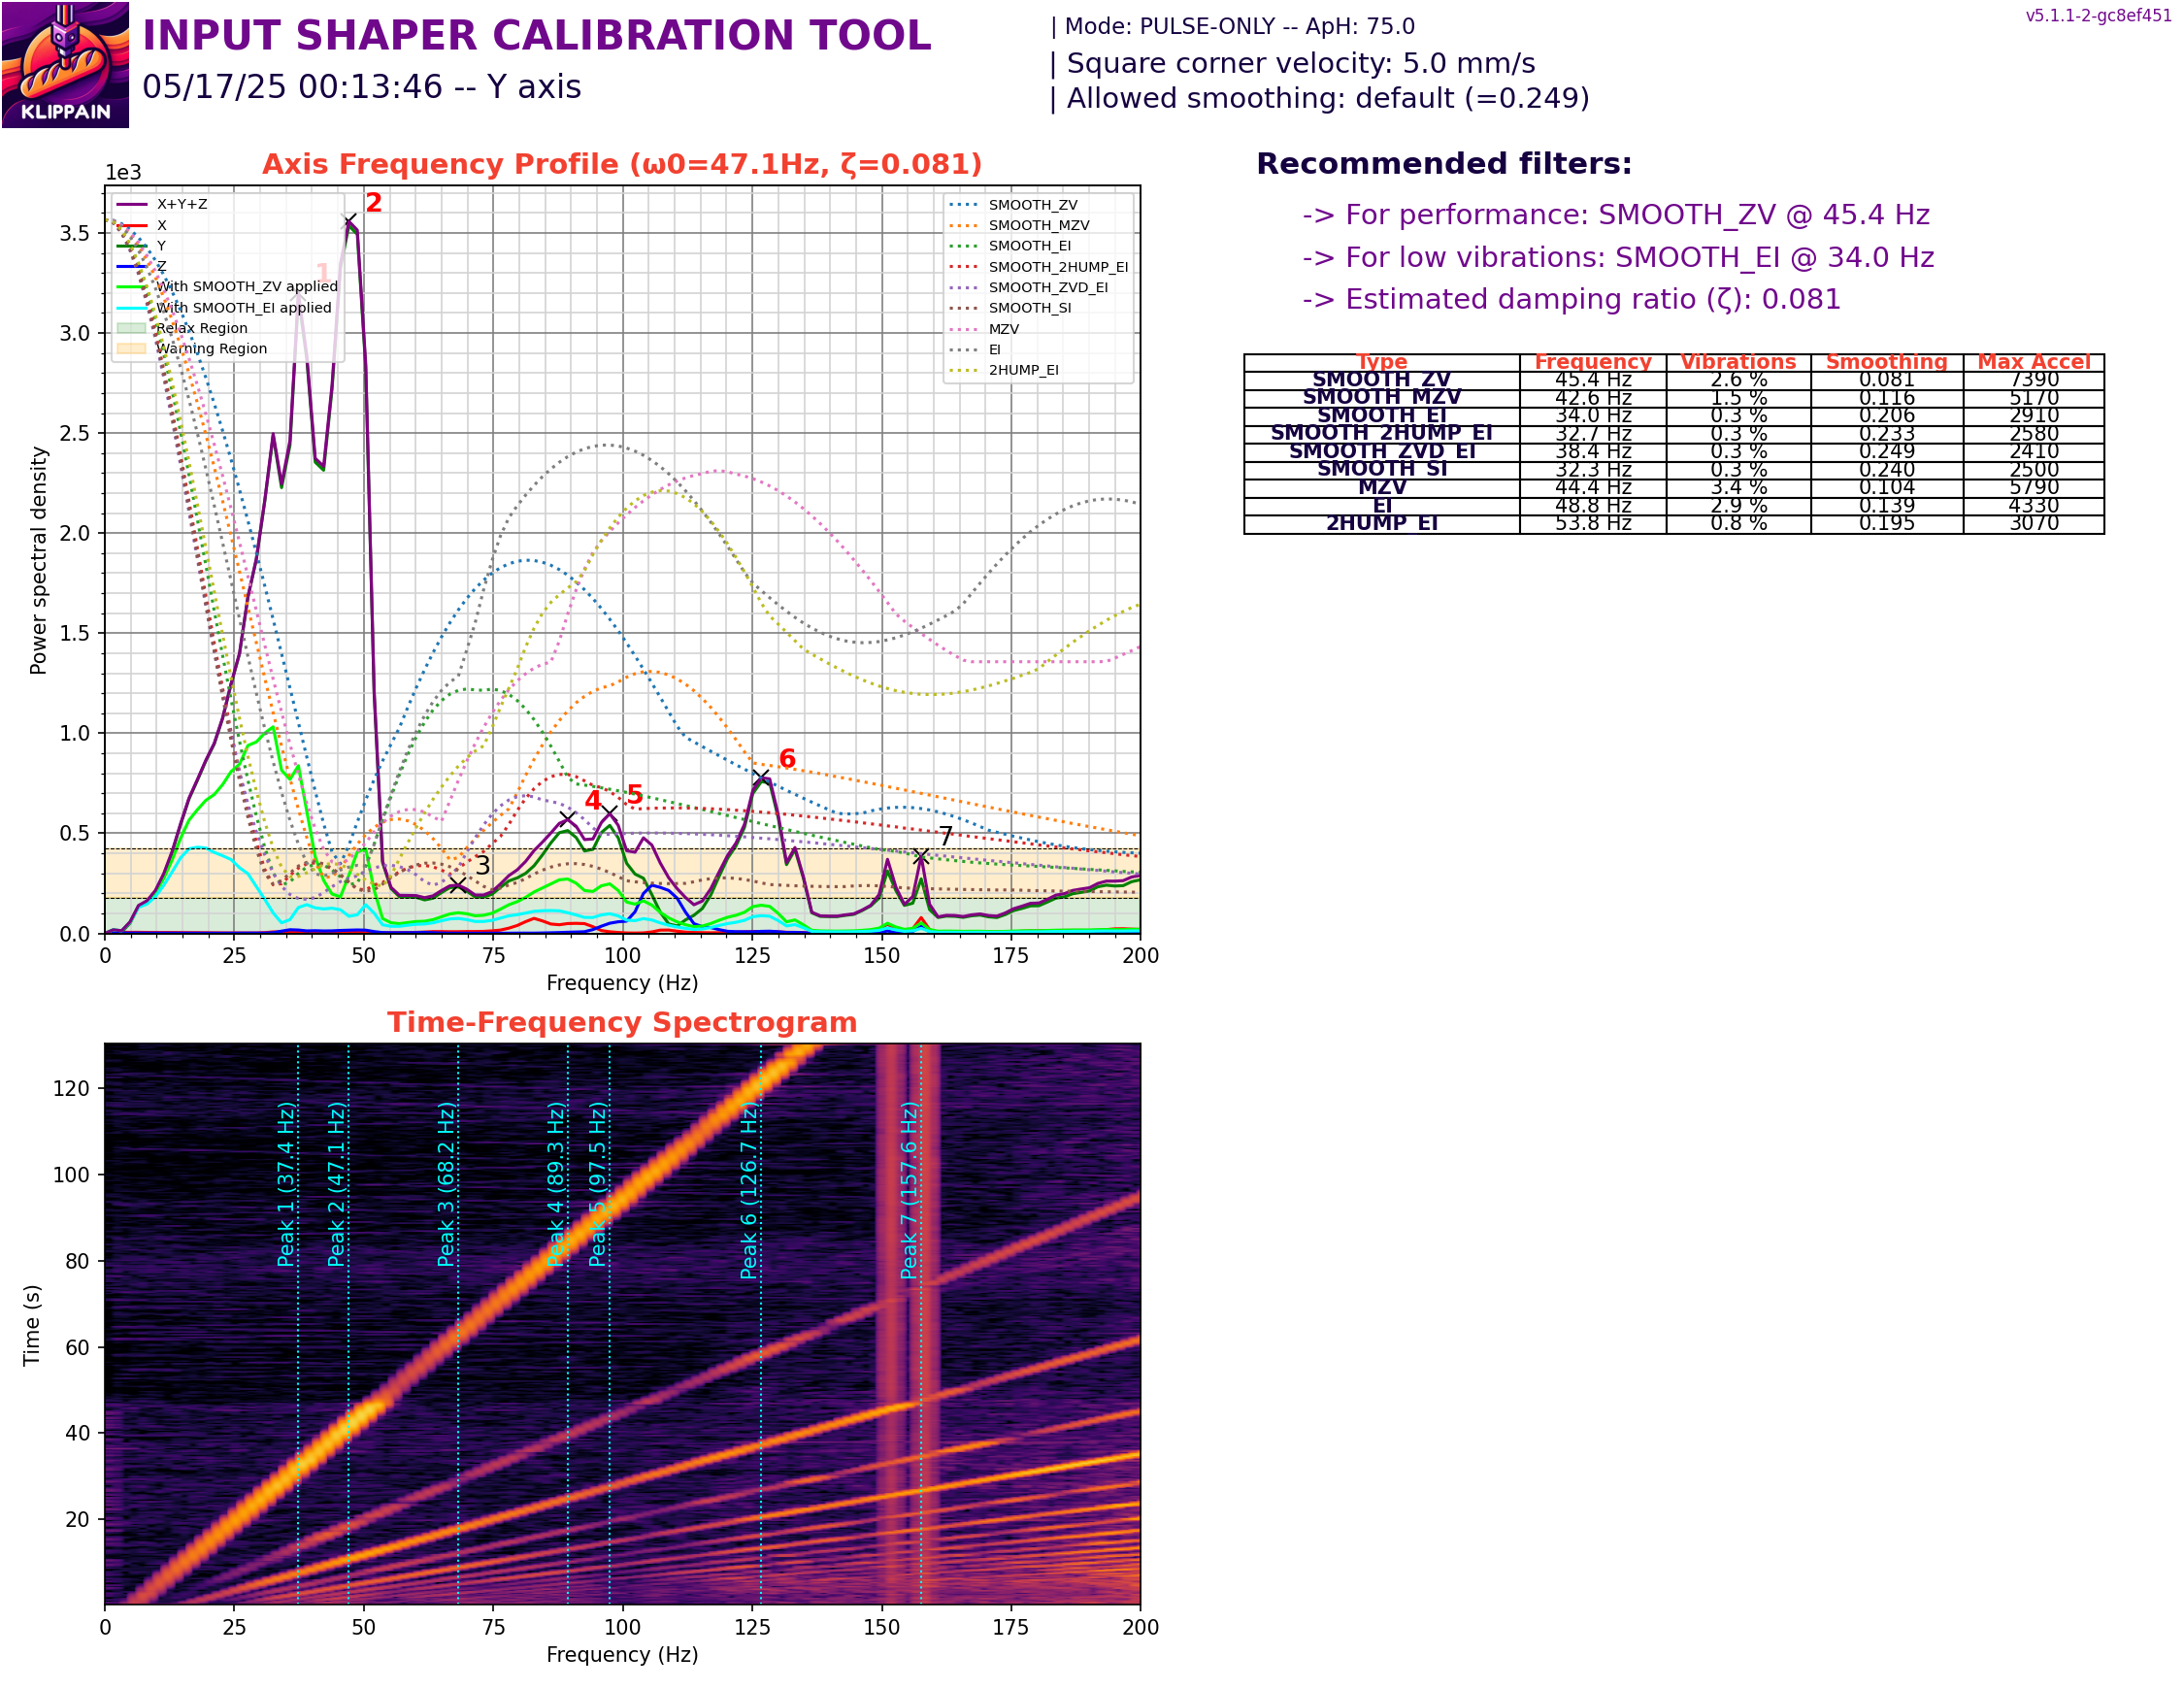 KLIPPAIN
INPUT SHAPER CALIBRATION TOOL
05/17/25 00:13:46 -- Y axis
| Mode: PULSE-ONLY -- ApH: 75.0
| Square corner velocity: 5.0 mm/s
| Allowed smoothing: default (=0.249)
v5.1.1-2-gc8ef451
Axis Frequency Profile (ω0=47.1Hz, ζ=0.081)
1e3
X+Y+Z
X
Y
Z
With SMOOTH_ZV applied
With SMOOTH_EI applied
Relax Region
Warning Region
SMOOTH_ZV
SMOOTH_MZV
SMOOTH_EI
SMOOTH_2HUMP_EI
SMOOTH_ZVD_EI
SMOOTH_SI
MZV
EI
2HUMP_EI
1
2
3
4
5
6
7
Power spectral density
3.5
3.0
2.5
2.0
1.5
1.0
0.5
0.0
0 25 50 75 100 125 150 175 200
Frequency (Hz)
Recommended filters:
-> For performance: SMOOTH_ZV @ 45.4 Hz
-> For low vibrations: SMOOTH_EI @ 34.0 Hz
-> Estimated damping ratio (ζ): 0.081
Type Frequency Vibrations Smoothing Max Accel
SMOOTH_ZV 45.4 Hz 2.6 % 0.081 7390
SMOOTH_MZV 42.6 Hz 1.5 % 0.116 5170
SMOOTH_EI 34.0 Hz 0.3 % 0.206 2910
SMOOTH_2HUMP_EI 32.7 Hz 0.3 % 0.233 2580
SMOOTH_ZVD_EI 38.4 Hz 0.3 % 0.249 2410
SMOOTH_SI 32.3 Hz 0.3 % 0.240 2500
MZV 44.4 Hz 3.4 % 0.104 5790
EI 48.8 Hz 2.9 % 0.139 4330
2HUMP_EI 53.8 Hz 0.8 % 0.195 3070
Time-Frequency Spectrogram
Time (s)
120
100
80
60
40
20
Peak 1 (37.4 Hz)
Peak 2 (47.1 Hz)
Peak 3 (68.2 Hz)
Peak 4 (89.3 Hz)
Peak 5 (97.5 Hz)
Peak 6 (126.7 Hz)
Peak 7 (157.6 Hz)
0 25 50 75 100 125 150 175 200
Frequency (Hz)